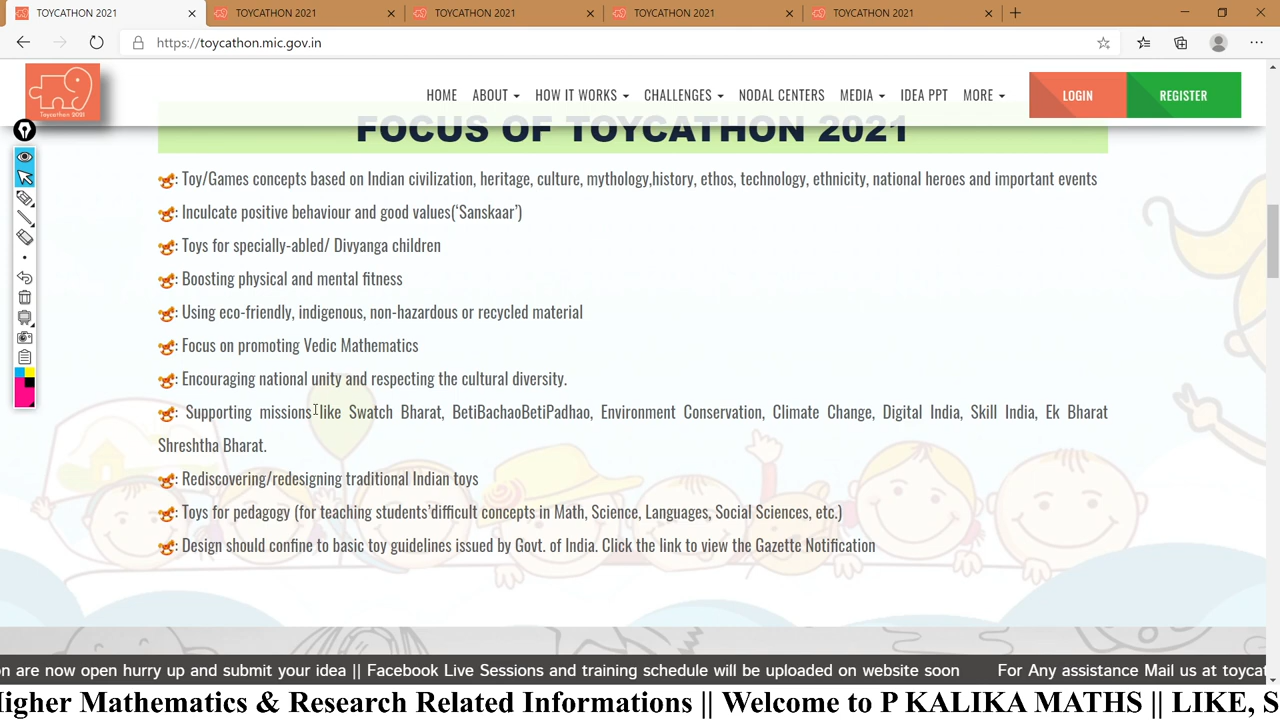 TOYCATHON 2021
TOYCATHON 2021
TOYCATHON 2021
TOYCATHON 2021
TOYCATHON 2021
https://toycathon.mic.gov.in
Toycathon 2021
HOME ABOUT HOW IT WORKS CHALLENGES NODAL CENTERS MEDIA IDEA PPT MORE LOGIN REGISTER
FOCUS OF TOYCATHON 2021
: Toy/Games concepts based on Indian civilization, heritage, culture, mythology,history, ethos, technology, ethnicity, national heroes and important events
: Inculcate positive behaviour and good values(‘Sanskaar’)
: Toys for specially-abled/ Divyanga children
: Boosting physical and mental fitness
: Using eco-friendly, indigenous, non-hazardous or recycled material
: Focus on promoting Vedic Mathematics
: Encouraging national unity and respecting the cultural diversity.
: Supporting missions like Swatch Bharat, BetiBachaoBetiPadhao, Environment Conservation, Climate Change, Digital India, Skill India, Ek Bharat
Shreshtha Bharat.
: Rediscovering/redesigning traditional Indian toys
: Toys for pedagogy (for teaching students’difficult concepts in Math, Science, Languages, Social Sciences, etc.)
: Design should confine to basic toy guidelines issued by Govt. of India. Click the link to view the Gazette Notification
on are now open hurry up and submit your idea || Facebook Live Sessions and training schedule will be uploaded on website soon For Any assistance Mail us at toycat
Higher Mathematics & Research Related Informations || Welcome to P KALIKA MATHS || LIKE, S